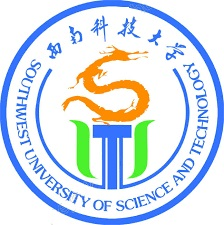 西南科技大学
SOUTHWEST UNIVERSITY OF SCIENCE AND TECHNOLOGY